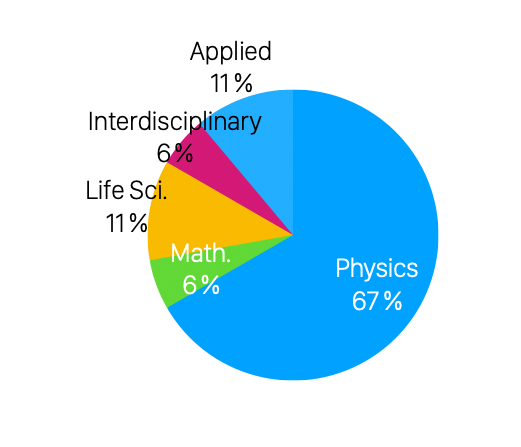 Applied
11 %
Interdisciplinary
6 %
Life Sci.
11 %
Math.
6 %
Physics
67 %